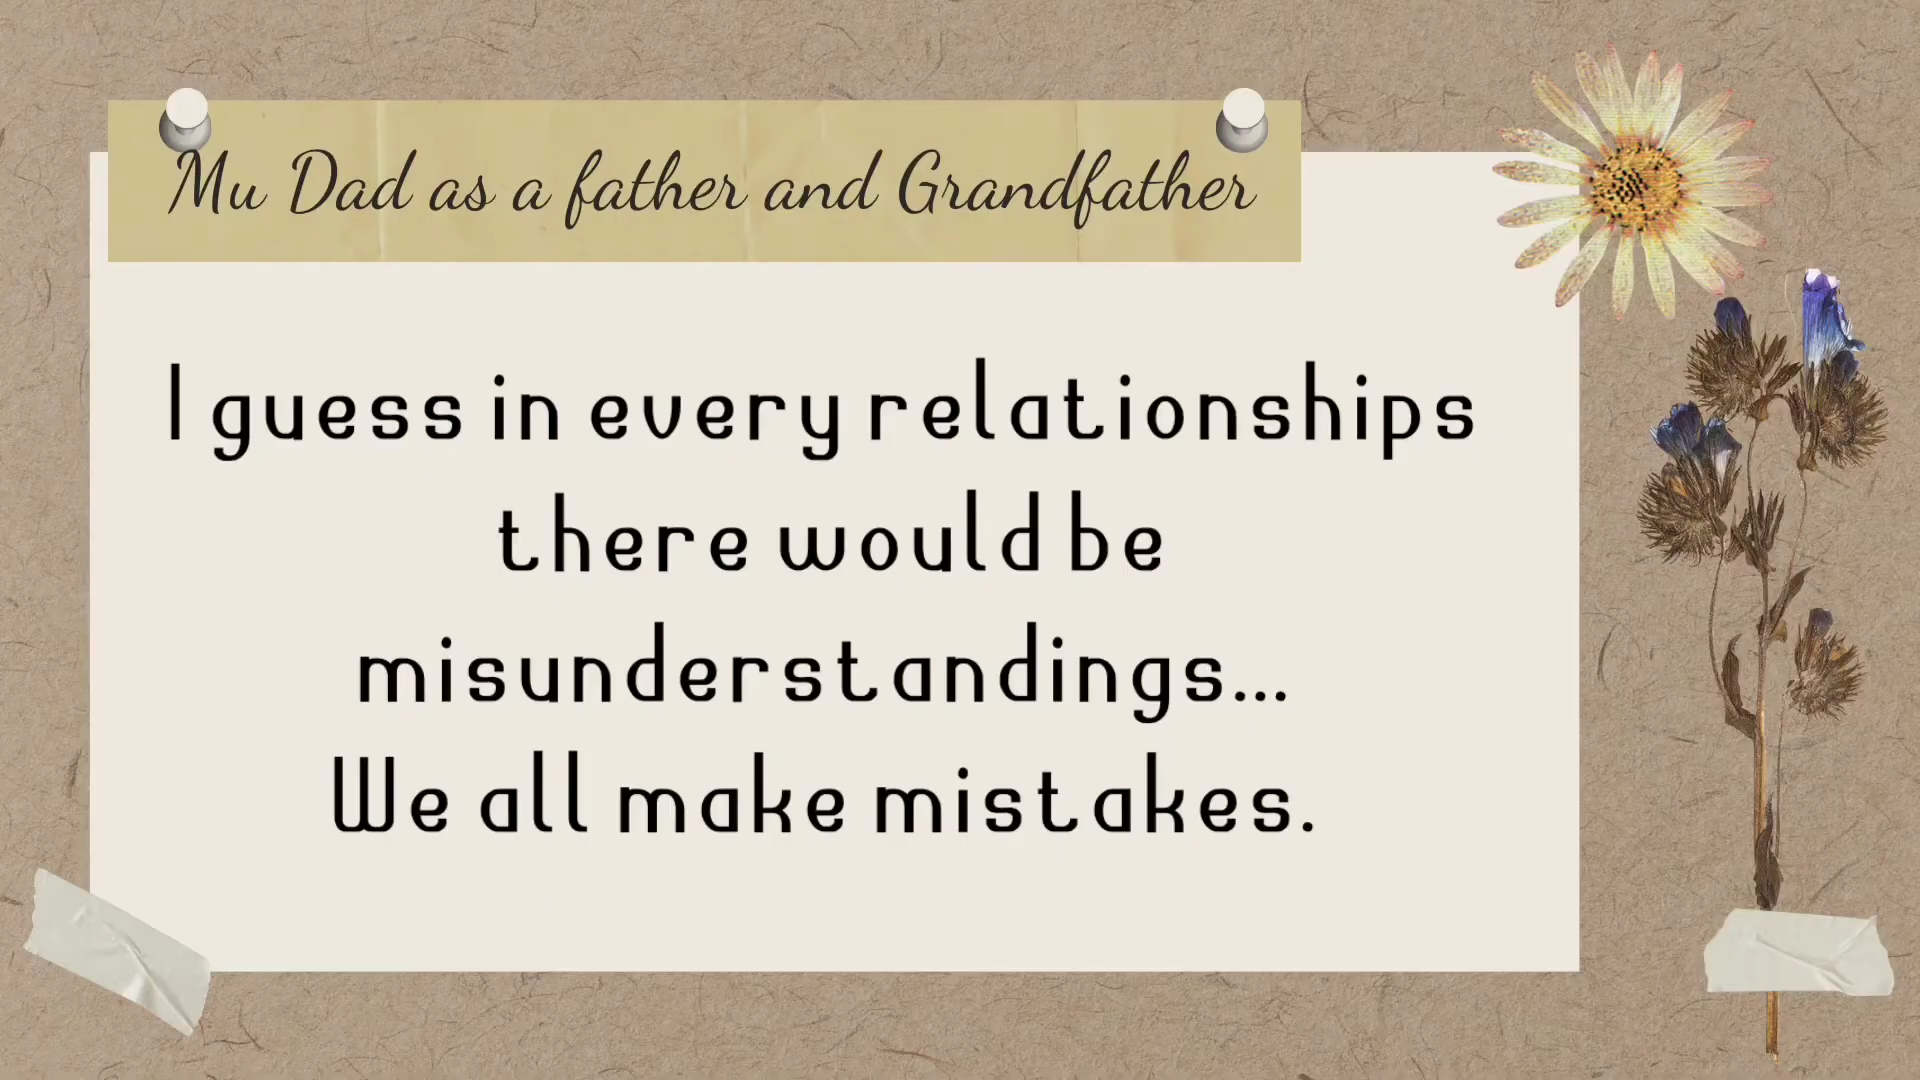 Mu Dad as a father and Grandfather
I guess in every relationships
there would be
misunderstandings...
We all make mistakes.